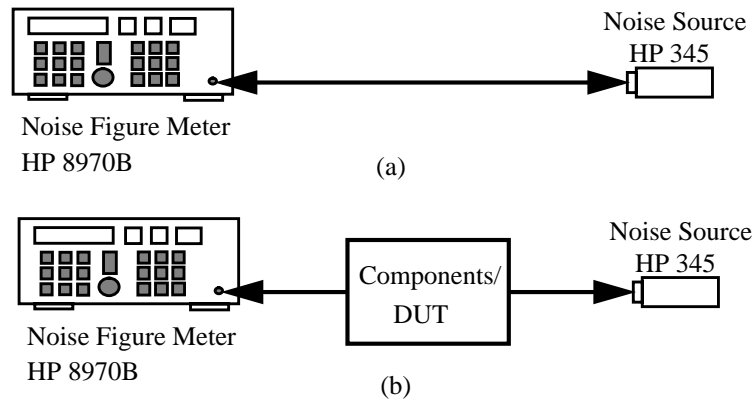 Noise Source
HP 345
Noise Figure Meter
HP 8970B
(a)
Noise Source
HP 345
Components/
DUT
Noise Figure Meter
HP 8970B
(b)